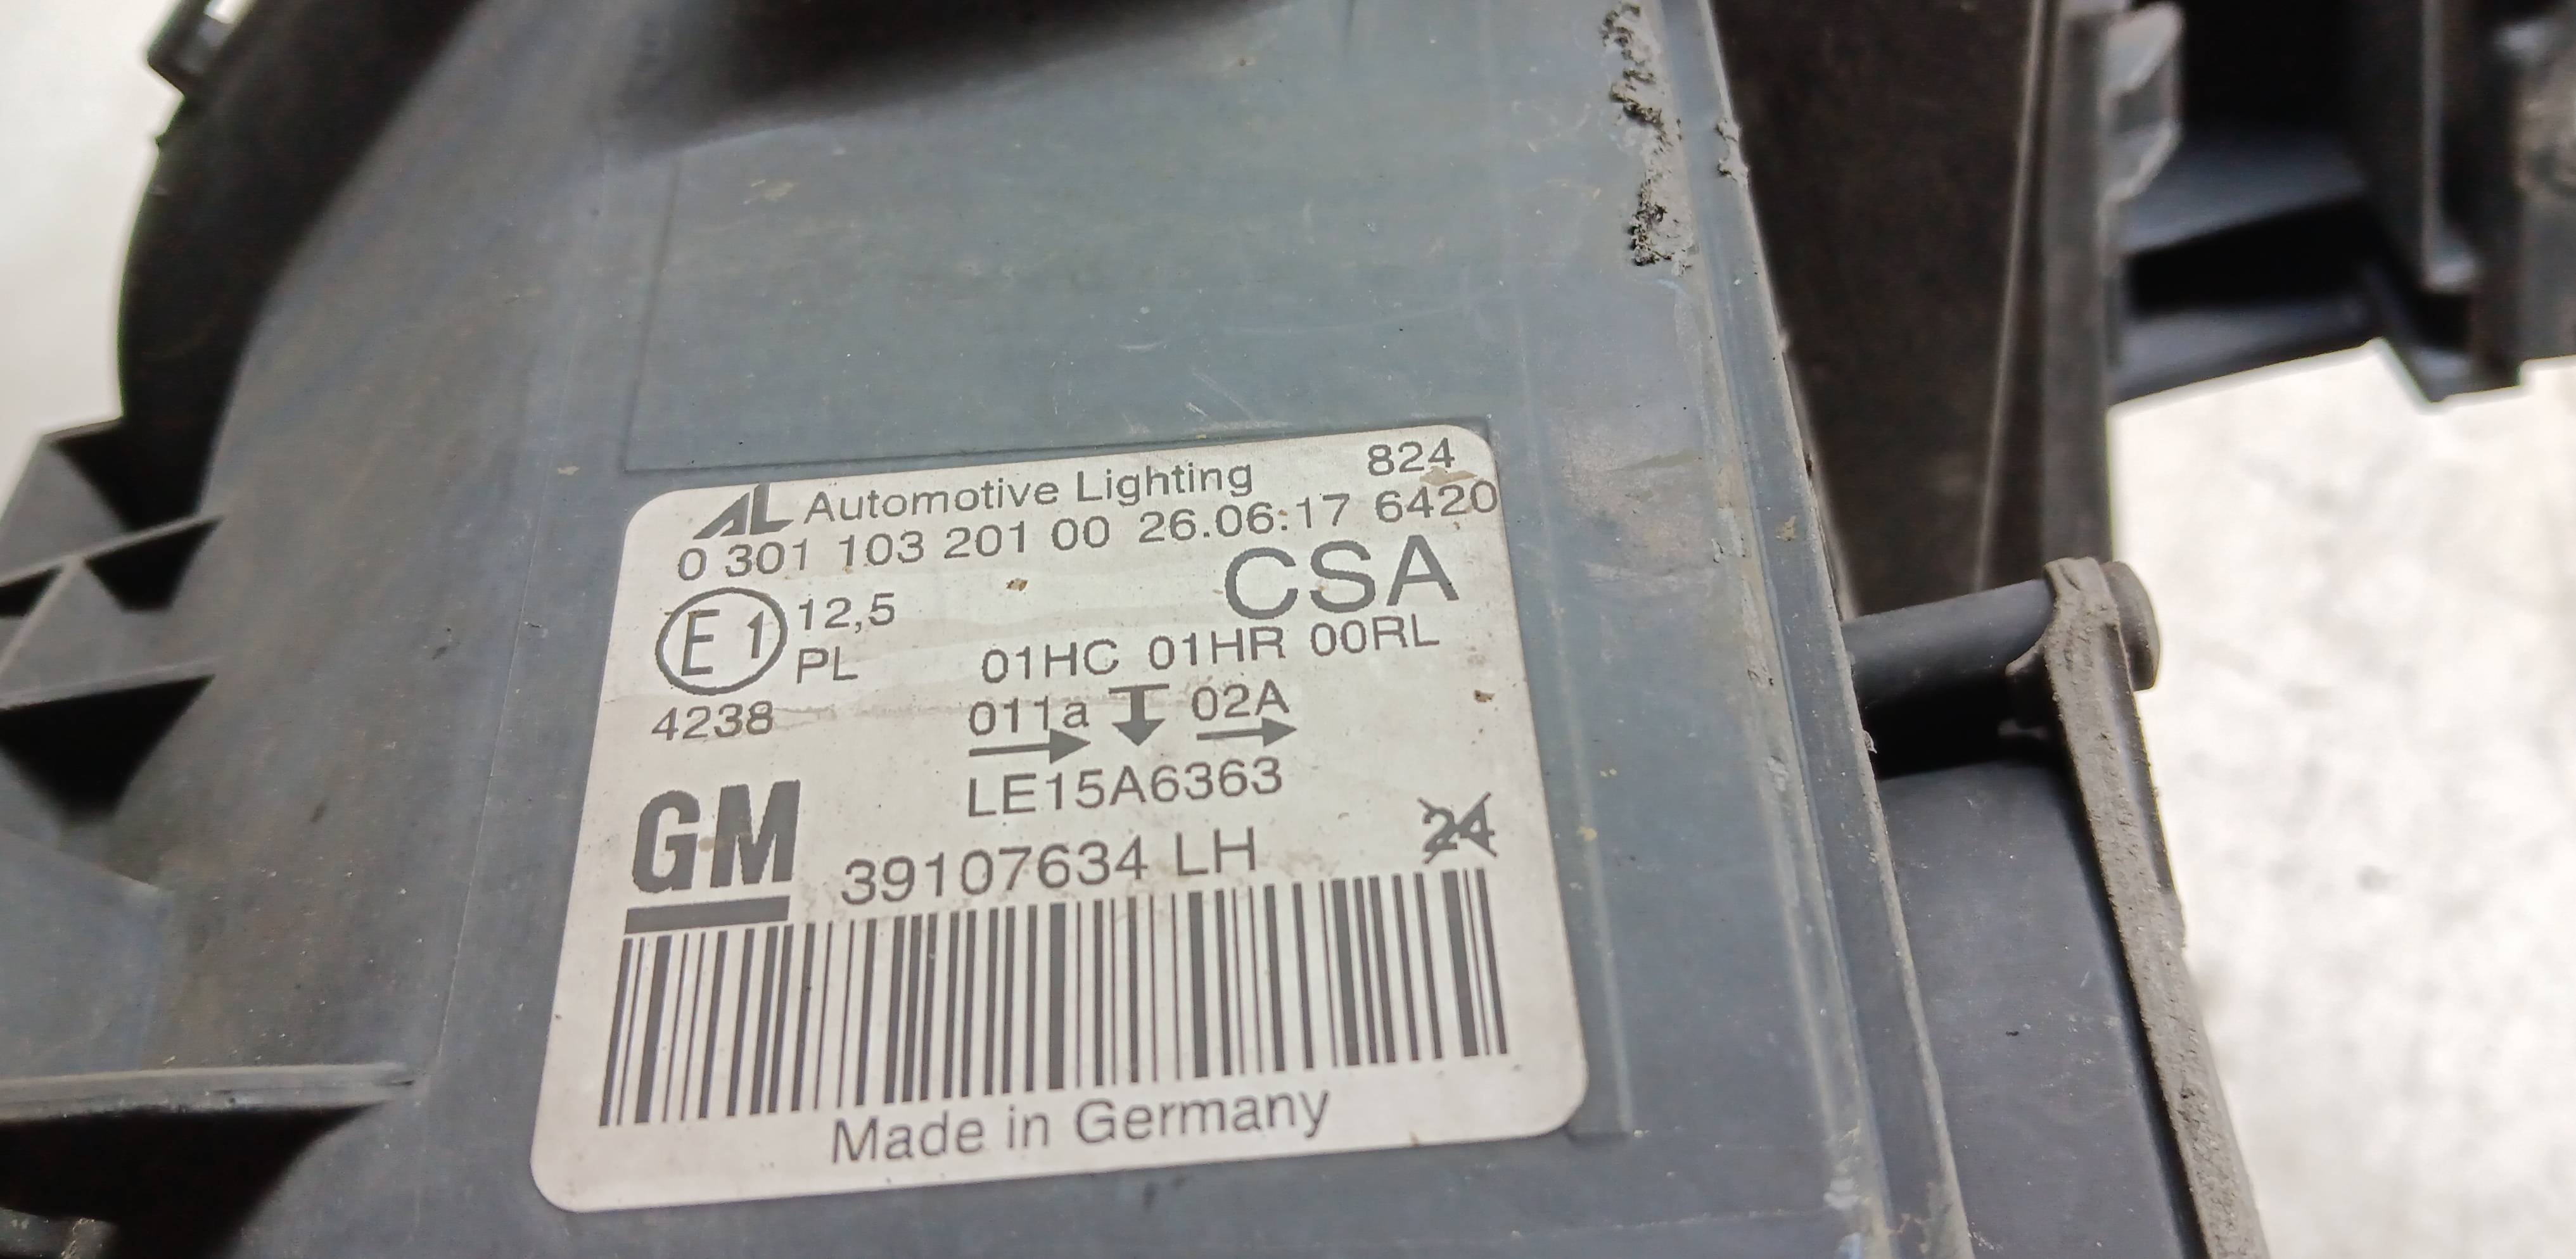 AL Automotive Lighting 824
0 301 103 201 00 26.06:17 6420
CSA
E1 12,5
PL 01HC 01HR 00RL
4238 011a 02A
LE15A6363
GM 39107634 LH 24
Made in Germany